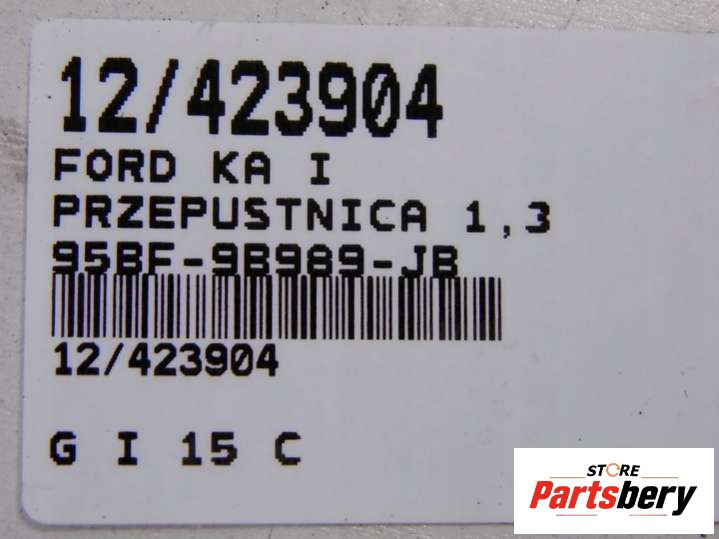 12/423904
FORD KA I
PRZEPUSTNICA 1,3
95BF-9B989-JB
12/423904
G I 15 C
STORE
Partsbery